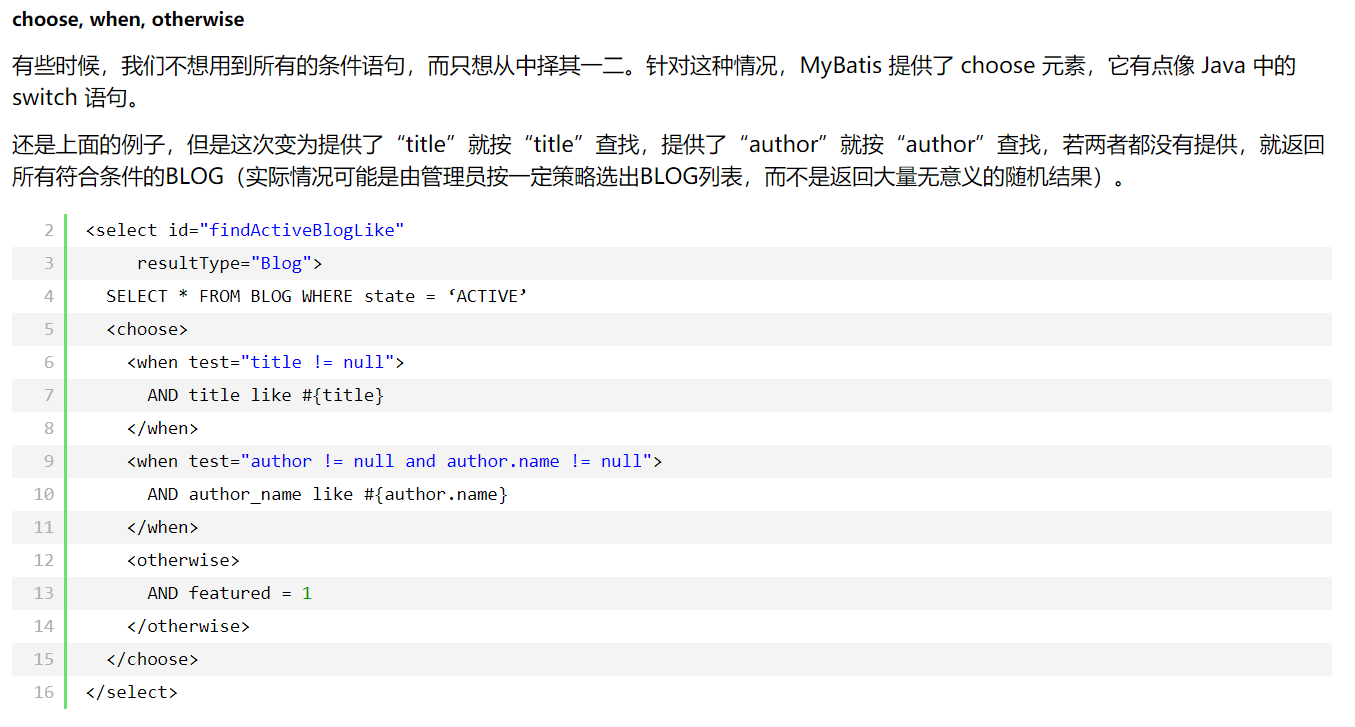 choose, when, otherwise
有些时候，我们不想用到所有的条件语句，而只想从中择其一二。针对这种情况，MyBatis 提供了 choose 元素，它有点像 Java 中的
switch 语句。
还是上面的例子，但是这次变为提供了“title”就按“title”查找，提供了“author”就按“author”查找，若两者都没有提供，就返回
所有符合条件的BLOG（实际情况可能是由管理员按一定策略选出BLOG列表，而不是返回大量无意义的随机结果）。
2 <select id="findActiveBlogLike"
3 resultType="Blog">
4 SELECT * FROM BLOG WHERE state = ‘ACTIVE’
5 <choose>
6 <when test="title != null">
7 AND title like #{title}
8 </when>
9 <when test="author != null and author.name != null">
10 AND author_name like #{author.name}
11 </when>
12 <otherwise>
13 AND featured = 1
14 </otherwise>
15 </choose>
16 </select>